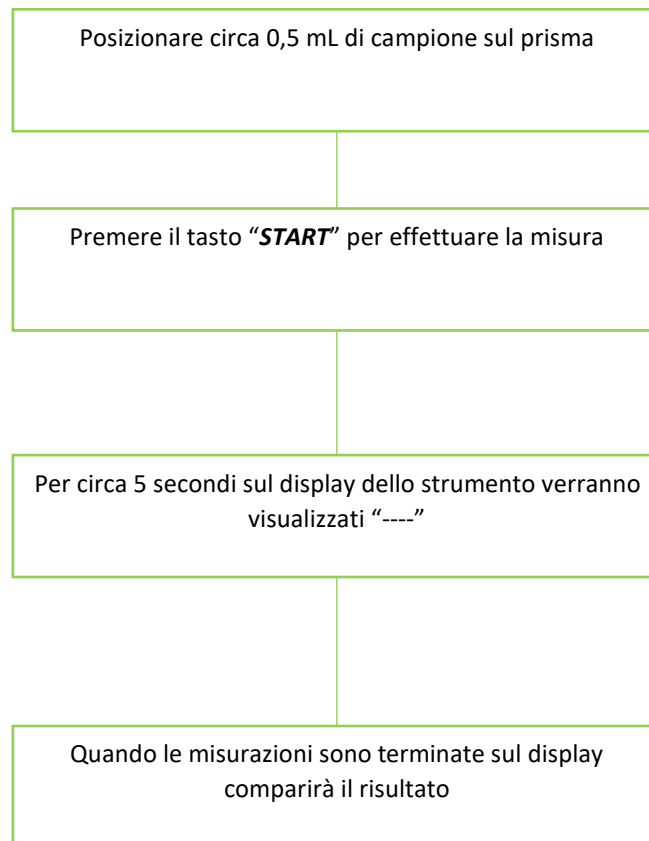 Posizionare circa 0,5 mL di campione sul prisma
Premere il tasto “START” per effettuare la misura
Per circa 5 secondi sul display dello strumento verranno
visualizzati “----”
Quando le misurazioni sono terminate sul display
comparirà il risultato